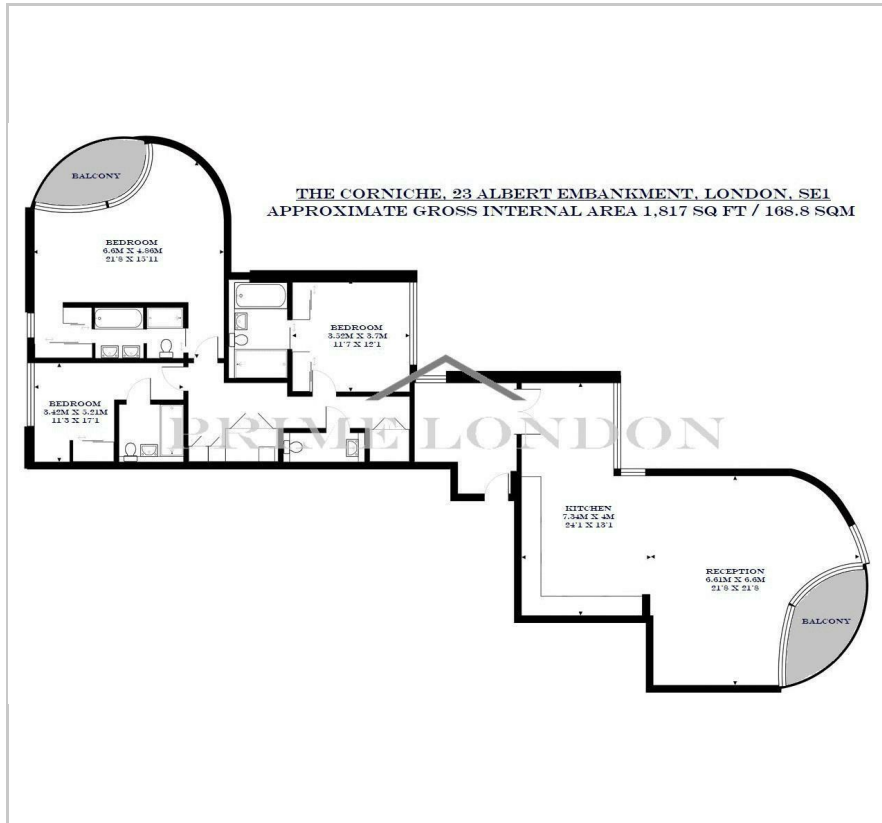 THE CORNICHE, 23 ALBERT EMBANKMENT, LONDON, SE1
APPROXIMATE GROSS INTERNAL AREA 1,817 SQ FT / 168.8 SQM
BALCONY
BEDROOM
6.6M X 4.86M
21'8 X 15'11
BEDROOM
3.52M X 3.7M
11'7 X 12'1
BEDROOM
3.42M X 5.21M
11'3 X 17'1
PRIME LONDON
KITCHEN
7.34M X 4M
24'1 X 13'1
RECEPTION
6.61M X 6.6M
21'8 X 21'8
BALCONY